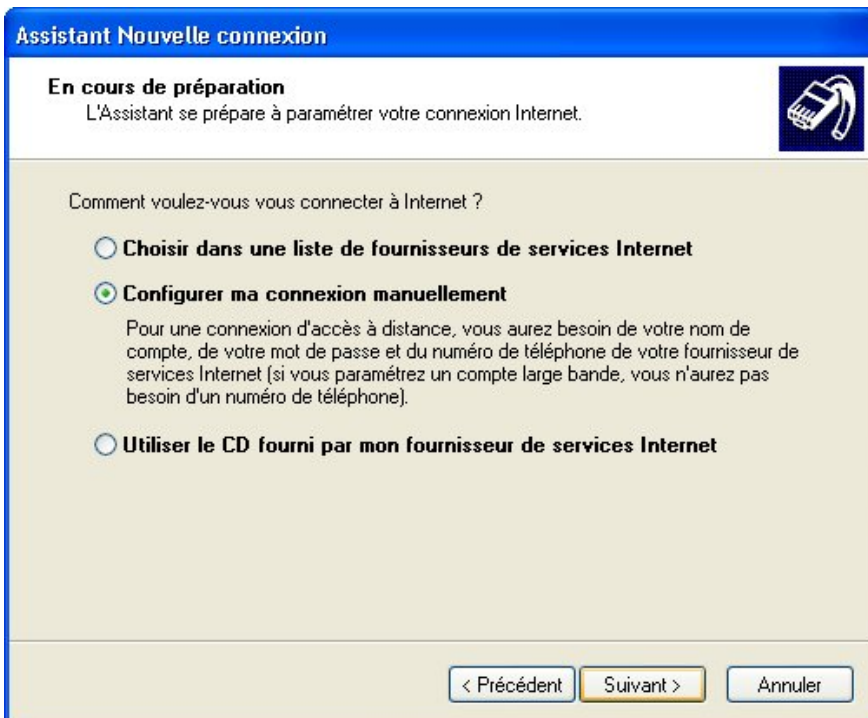 Assistant Nouvelle connexion
En cours de préparation
L'Assistant se prépare à paramétrer votre connexion Internet.
Comment voulez-vous vous connecter à Internet ?
Choisir dans une liste de fournisseurs de services Internet
Configurer ma connexion manuellement
Pour une connexion d'accès à distance, vous aurez besoin de votre nom de
compte, de votre mot de passe et du numéro de téléphone de votre fournisseur de
services Internet (si vous paramétrez un compte large bande, vous n'aurez pas
besoin d'un numéro de téléphone).
Utiliser le CD fourni par mon fournisseur de services Internet
< Précédent Suivant > Annuler